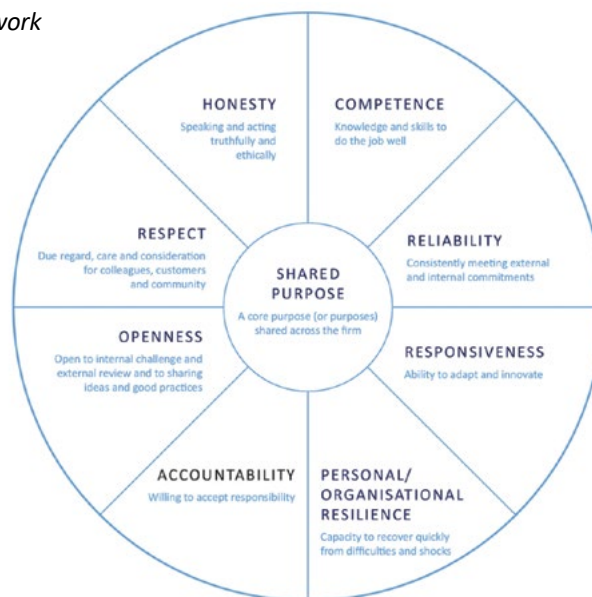 work
HONESTY
Speaking and acting
truthfully and
ethically
COMPETENCE
Knowledge and skills to
do the job well
RESPECT
Due regard, care and consideration
for colleagues, customers
and community
RELIABILITY
Consistently meeting external
and internal commitments
SHARED
PURPOSE
A core purpose (or purposes)
shared across the firm
OPENNESS
Open to internal challenge and
external review and to sharing
ideas and good practices
RESPONSIVENESS
Ability to adapt and innovate
ACCOUNTABILITY
Willing to accept responsibility
PERSONAL/
ORGANISATIONAL
RESILIENCE
Capacity to recover quickly
from difficulties and shocks